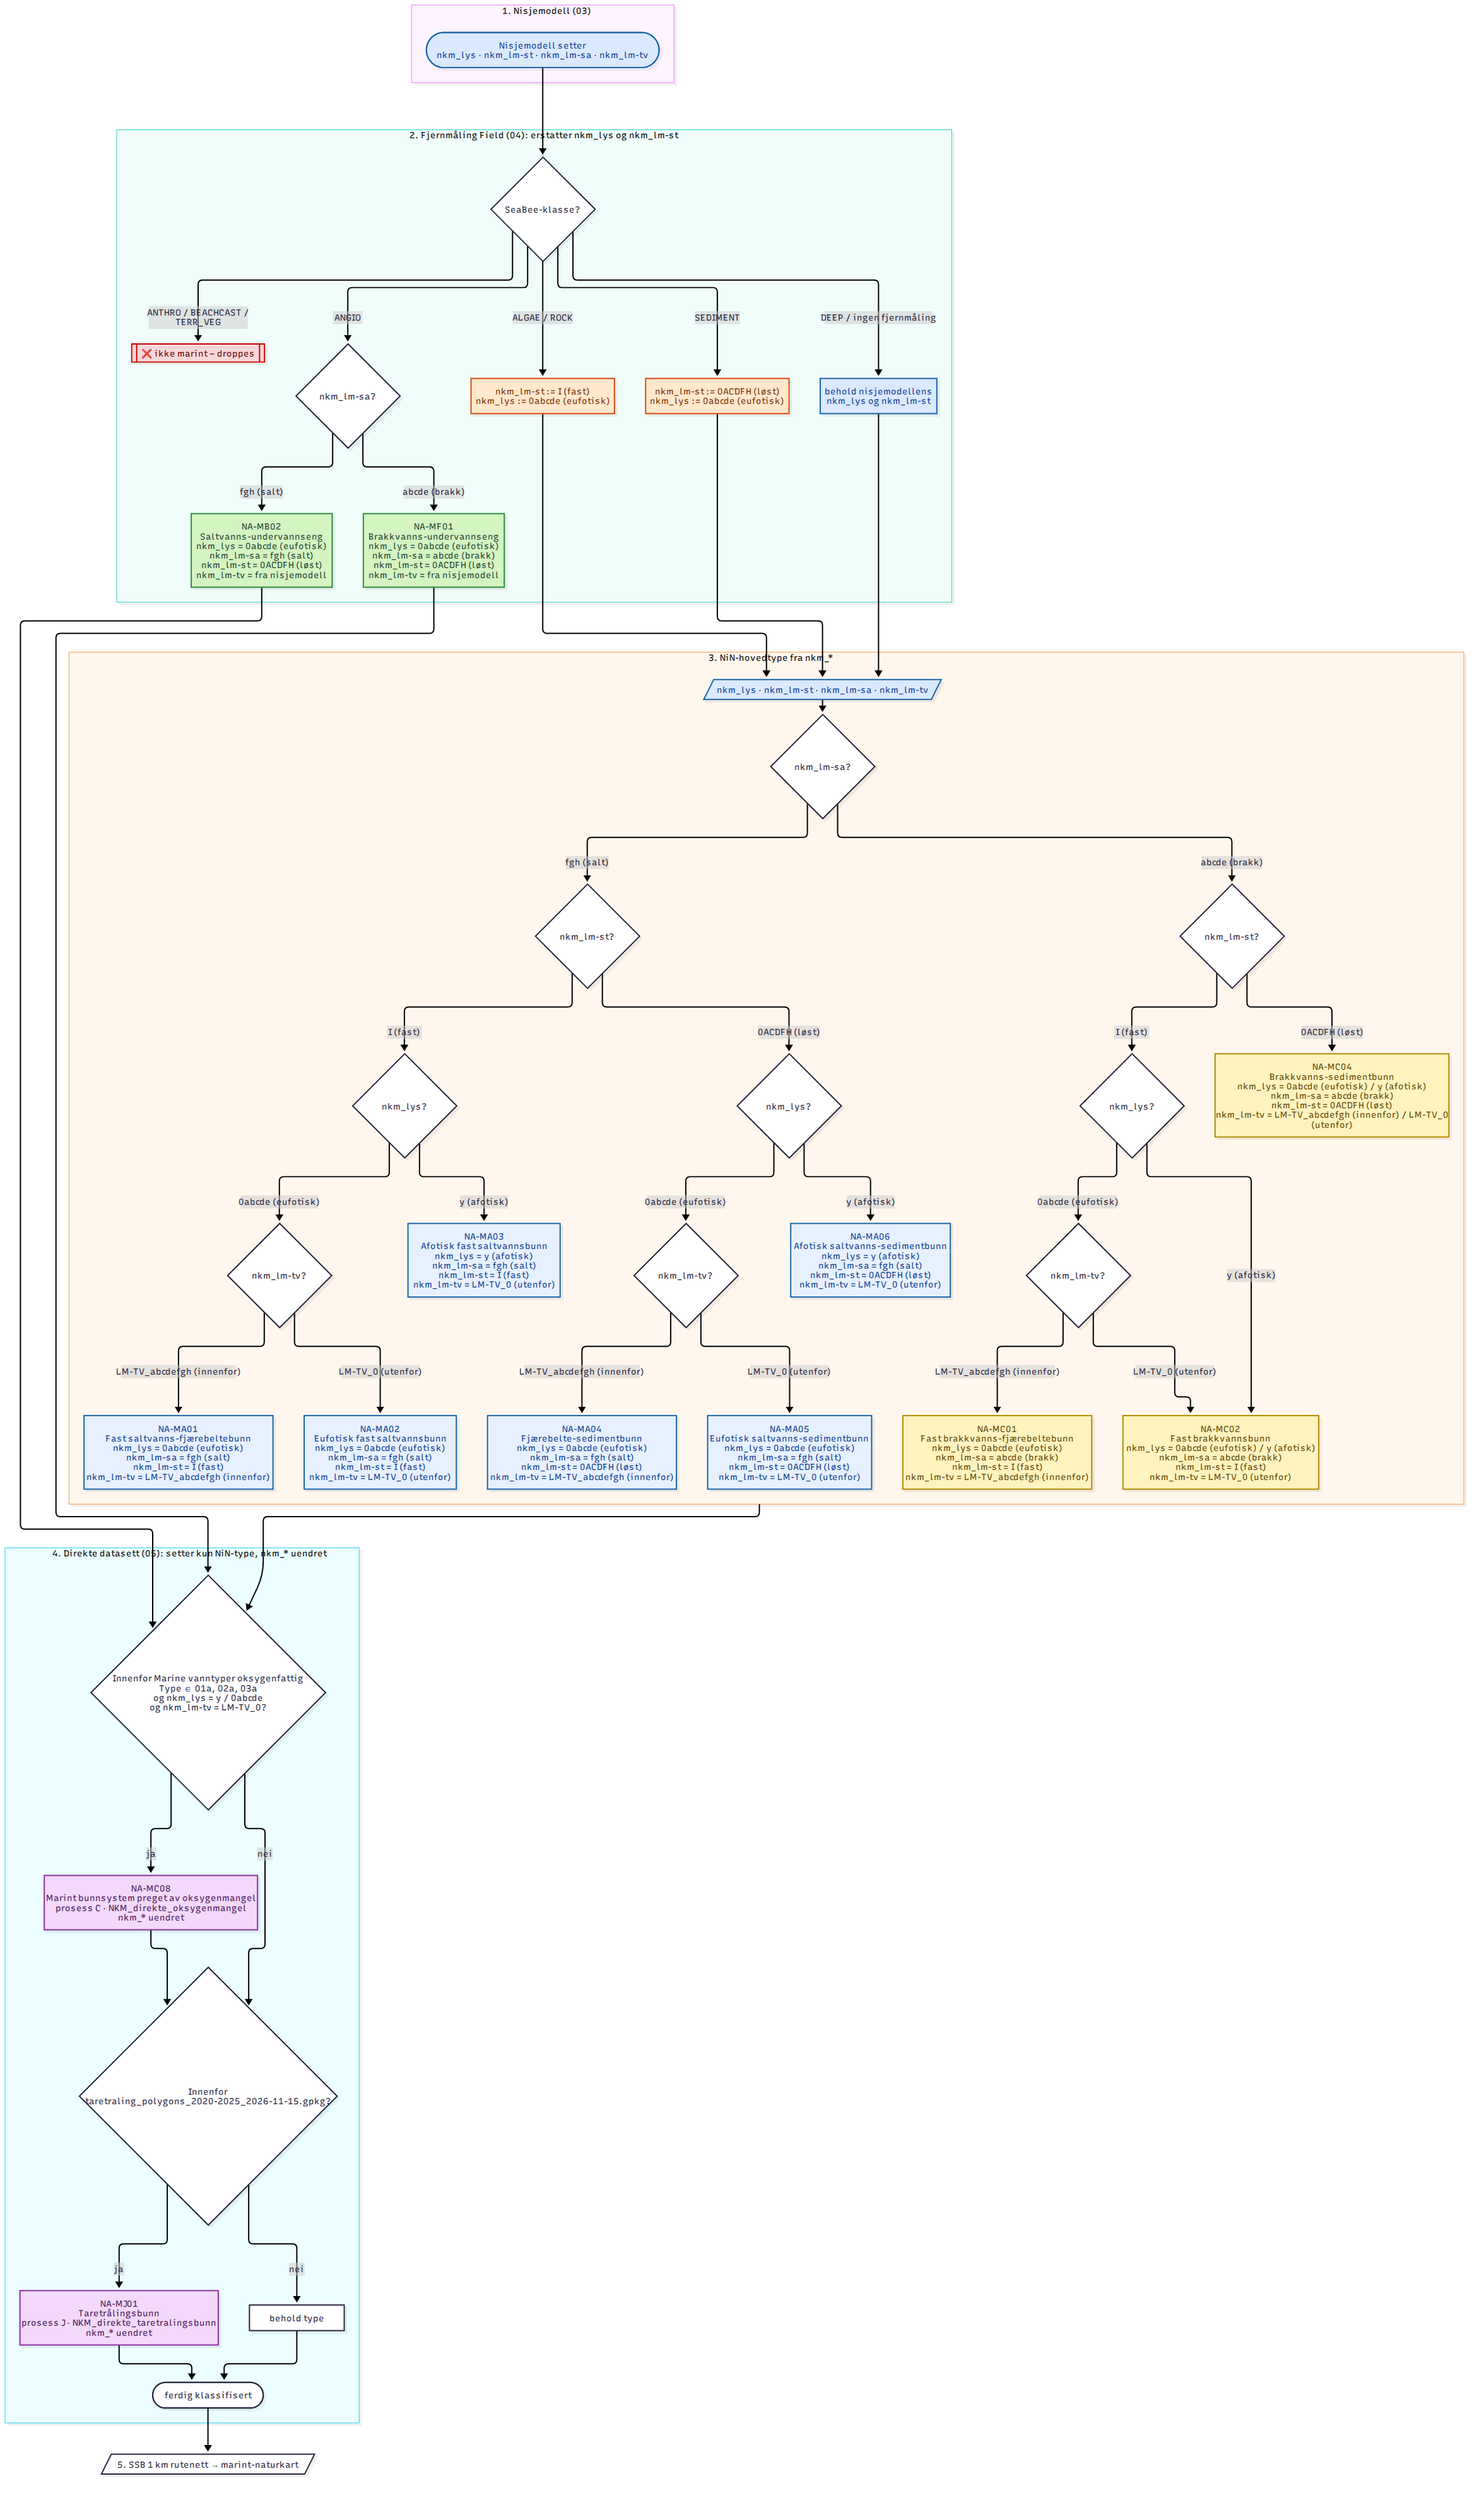 1. Nisjemodell (03)
Nisjemodell setter
nkm_lys · nkm_lm-st · nkm_lm-sa · nkm_lm-tv
2. Fjernmåling Field (04): erstatter nkm_lys og nkm_lm-st
SeaBee-klasse?
ANTHRO / BEACHCAST /
TERR_VEG
ANGIO
ALGAE / ROCK
SEDIMENT
DEEP / ingen fjernmåling
❌ ikke marint – droppes
nkm_lm-sa?
nkm_lm-st := I (fast)
nkm_lys := 0abcde (eufotisk)
nkm_lm-st := 0ACDFH (løst)
nkm_lys := 0abcde (eufotisk)
behold nisjemodellens
nkm_lys og nkm_lm-st
fgh (salt)
abcde (brakk)
NA-MB02
Saltvanns-undervannseng
nkm_lys = 0abcde (eufotisk)
nkm_lm-sa = fgh (salt)
nkm_lm-st = 0ACDFH (løst)
nkm_lm-tv = fra nisjemodell
NA-MF01
Brakkvanns-undervannseng
nkm_lys = 0abcde (eufotisk)
nkm_lm-sa = abcde (brakk)
nkm_lm-st = 0ACDFH (løst)
nkm_lm-tv = fra nisjemodell
3. NiN-hovedtype fra nkm_*
nkm_lys · nkm_lm-st · nkm_lm-sa · nkm_lm-tv
nkm_lm-sa?
fgh (salt)
abcde (brakk)
nkm_lm-st?
nkm_lm-st?
I (fast)
0ACDFH (løst)
I (fast)
0ACDFH (løst)
nkm_lys?
nkm_lys?
nkm_lys?
NA-MC04
Brakkvanns-sedimentbunn
nkm_lys = 0abcde (eufotisk) / y (afotisk)
nkm_lm-sa = abcde (brakk)
nkm_lm-st = 0ACDFH (løst)
nkm_lm-tv = LM-TV_abcdefgh (innenfor) / LM-TV_0
(utenfor)
0abcde (eufotisk)
y (afotisk)
0abcde (eufotisk)
y (afotisk)
0abcde (eufotisk)
nkm_lm-tv?
NA-MA03
Afotisk fast saltvannsbunn
nkm_lys = y (afotisk)
nkm_lm-sa = fgh (salt)
nkm_lm-st = I (fast)
nkm_lm-tv = LM-TV_0 (utenfor)
nkm_lm-tv?
NA-MA06
Afotisk saltvanns-sedimentbunn
nkm_lys = y (afotisk)
nkm_lm-sa = fgh (salt)
nkm_lm-st = 0ACDFH (løst)
nkm_lm-tv = LM-TV_0 (utenfor)
nkm_lm-tv?
y (afotisk)
LM-TV_abcdefgh (innenfor)
LM-TV_0 (utenfor)
LM-TV_abcdefgh (innenfor)
LM-TV_0 (utenfor)
LM-TV_abcdefgh (innenfor)
LM-TV_0 (utenfor)
NA-MA01
Fast saltvanns-fjærebeltebunn
nkm_lys = 0abcde (eufotisk)
nkm_lm-sa = fgh (salt)
nkm_lm-st = I (fast)
nkm_lm-tv = LM-TV_abcdefgh (innenfor)
NA-MA02
Eufotisk fast saltvannsbunn
nkm_lys = 0abcde (eufotisk)
nkm_lm-sa = fgh (salt)
nkm_lm-st = I (fast)
nkm_lm-tv = LM-TV_0 (utenfor)
NA-MA04
Fjærebelte-sedimentbunn
nkm_lys = 0abcde (eufotisk)
nkm_lm-sa = fgh (salt)
nkm_lm-st = 0ACDFH (løst)
nkm_lm-tv = LM-TV_abcdefgh (innenfor)
NA-MA05
Eufotisk saltvanns-sedimentbunn
nkm_lys = 0abcde (eufotisk)
nkm_lm-sa = fgh (salt)
nkm_lm-st = 0ACDFH (løst)
nkm_lm-tv = LM-TV_0 (utenfor)
NA-MC01
Fast brakkvanns-fjærebeltebunn
nkm_lys = 0abcde (eufotisk)
nkm_lm-sa = abcde (brakk)
nkm_lm-st = I (fast)
nkm_lm-tv = LM-TV_abcdefgh (innenfor)
NA-MC02
Fast brakkvannsbunn
nkm_lys = 0abcde (eufotisk) / y (afotisk)
nkm_lm-sa = abcde (brakk)
nkm_lm-st = I (fast)
nkm_lm-tv = LM-TV_0 (utenfor)
4. Direkte datasett (05): setter kun NiN-type, nkm_* uendret
Innenfor Marine vanntyper oksygenfattig
Type ∈ 01a, 02a, 03a
og nkm_lys = y / 0abcde
og nkm_lm-tv = LM-TV_0?
ja
nei
NA-MC08
Marint bunnsystem preget av oksygenmangel
prosess C · NKM_direkte_oksygenmangel
nkm_* uendret
Innenfor
taretraling_polygons_2020-2025_2026-11-15.gpkg?
ja
nei
NA-MJ01
Taretrålingsbunn
prosess J · NKM_direkte_taretralingsbunn
nkm_* uendret
behold type
ferdig klassifisert
5. SSB 1 km rutenett → marint-naturkart